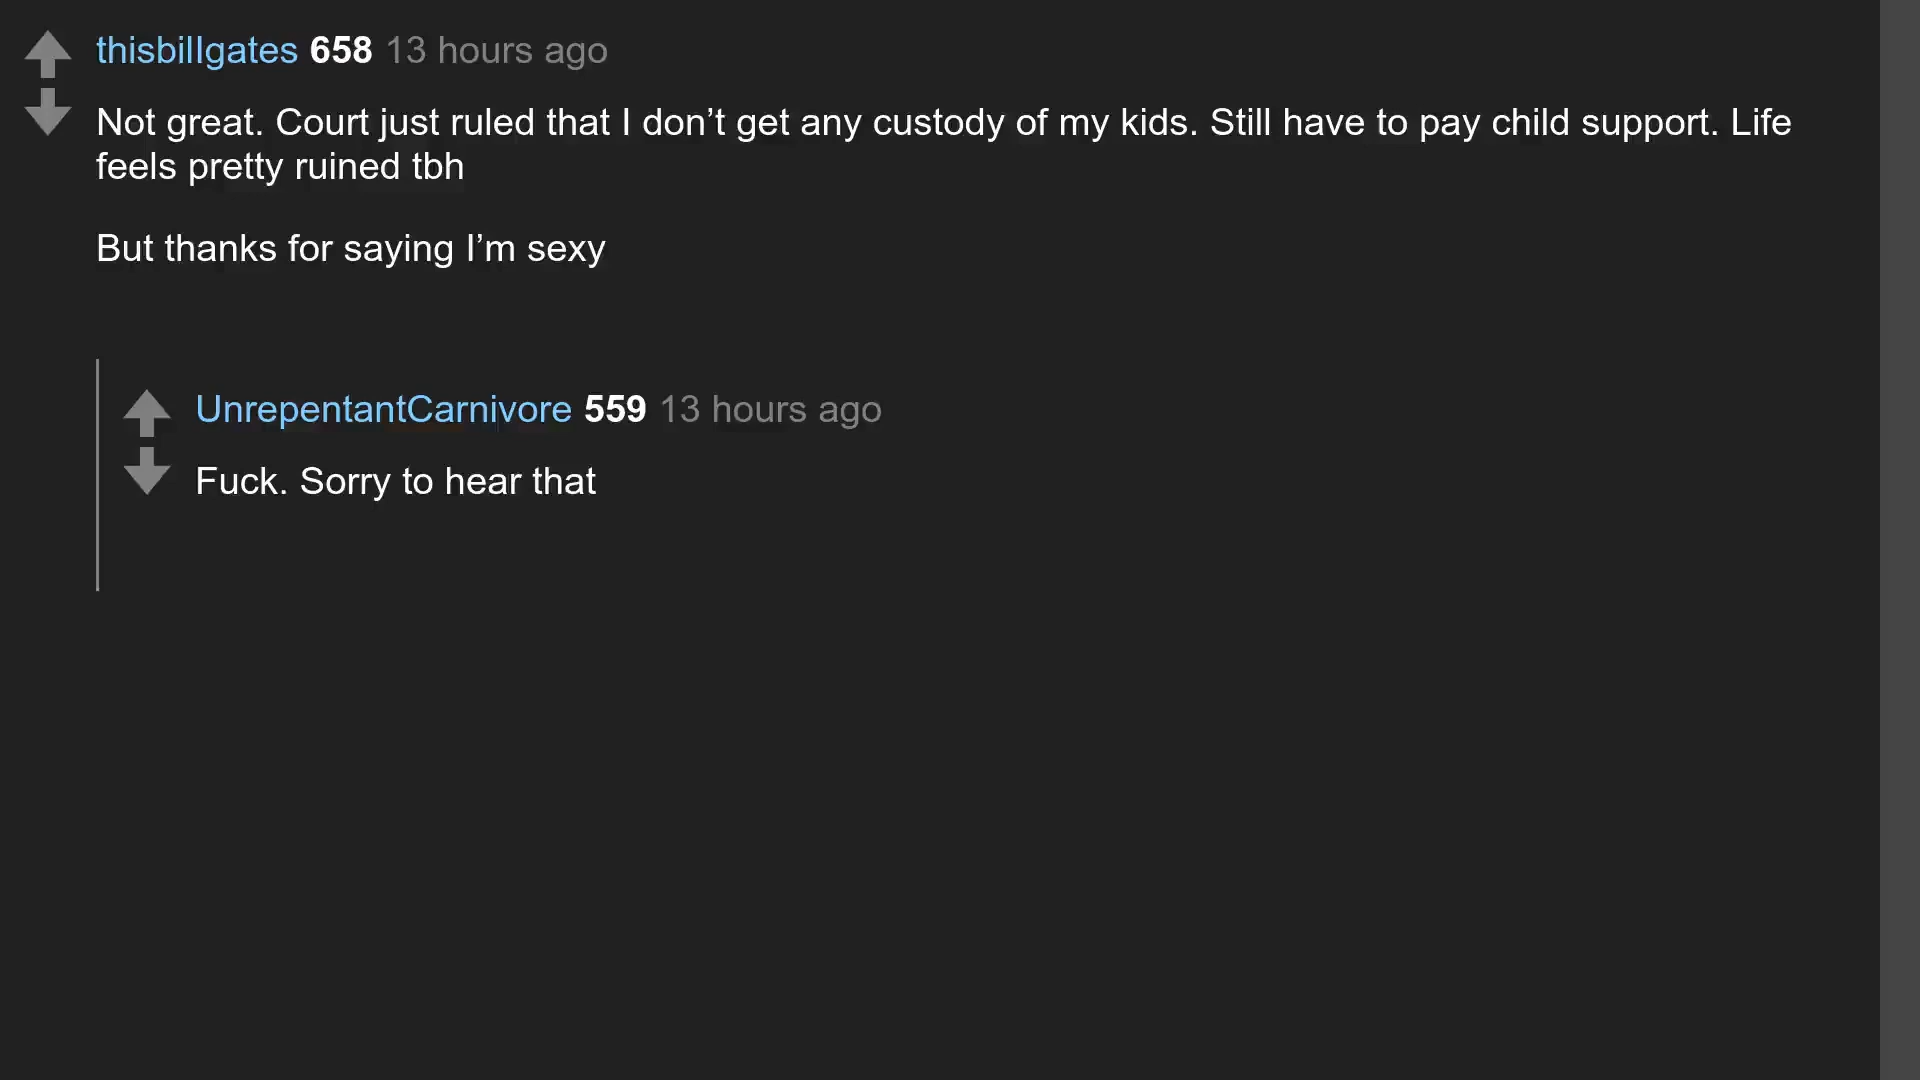 thisbillgates 658 13 hours ago
Not great. Court just ruled that I don’t get any custody of my kids. Still have to pay child support. Life
feels pretty ruined tbh
But thanks for saying I’m sexy
UnrepentantCarnivore 559 13 hours ago
Fuck. Sorry to hear that